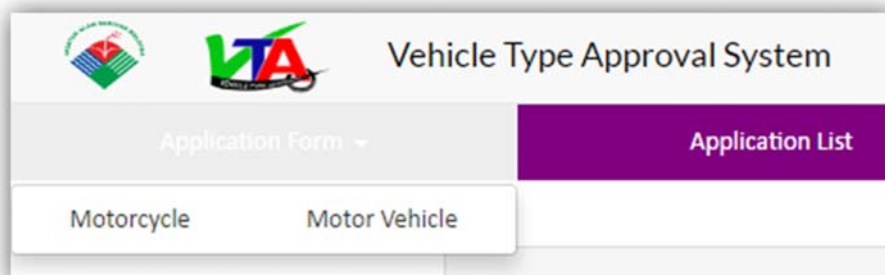 VTA
Vehicle Type Approval System
Application Form
Application List
Motorcycle
Motor Vehicle